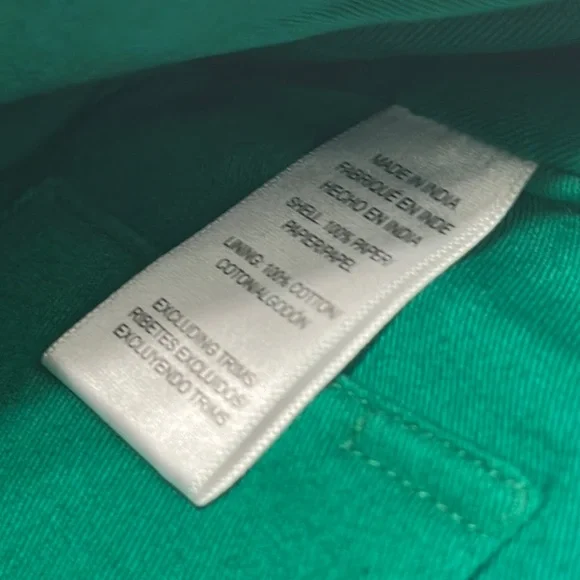 MADE IN INDIA
FABRIQUÉ EN INDE
HECHO EN INDIA
SHELL: 100% PAPER/
PAPIER/PAPEL
LINING: 100% COTTON/
COTON/ALGODÓN
EXCLUDING TRIMS
RIBETES EXCLUIDOS/
EXCLUYENDO TRIMS